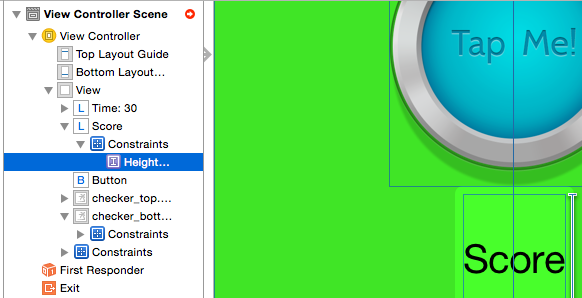 View Controller Scene
View Controller
Top Layout Guide
Bottom Layout...
View
L Time: 30
L Score
Constraints
Height...
B Button
checker_top....
checker_bott...
Constraints
Constraints
First Responder
Exit
Tap Me!
Score